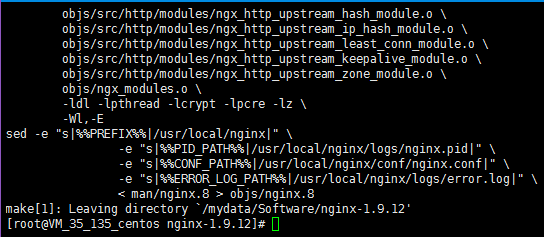 objs/src/http/modules/ngx_http_upstream_hash_module.o \
objs/src/http/modules/ngx_http_upstream_ip_hash_module.o \
objs/src/http/modules/ngx_http_upstream_least_conn_module.o \
objs/src/http/modules/ngx_http_upstream_keepalive_module.o \
objs/src/http/modules/ngx_http_upstream_zone_module.o \
objs/ngx_modules.o \
-ldl -lpthread -lcrypt -lpcre -lz \
-Wl,-E
sed -e "s|%%PREFIX%%|/usr/local/nginx|" \
-e "s|%%PID_PATH%%|/usr/local/nginx/logs/nginx.pid|" \
-e "s|%%CONF_PATH%%|/usr/local/nginx/conf/nginx.conf|" \
-e "s|%%ERROR_LOG_PATH%%|/usr/local/nginx/logs/error.log|" \
< man/nginx.8 > objs/nginx.8
make[1]: Leaving directory `/mydata/Software/nginx-1.9.12'
[root@VM_35_135_centos nginx-1.9.12]#